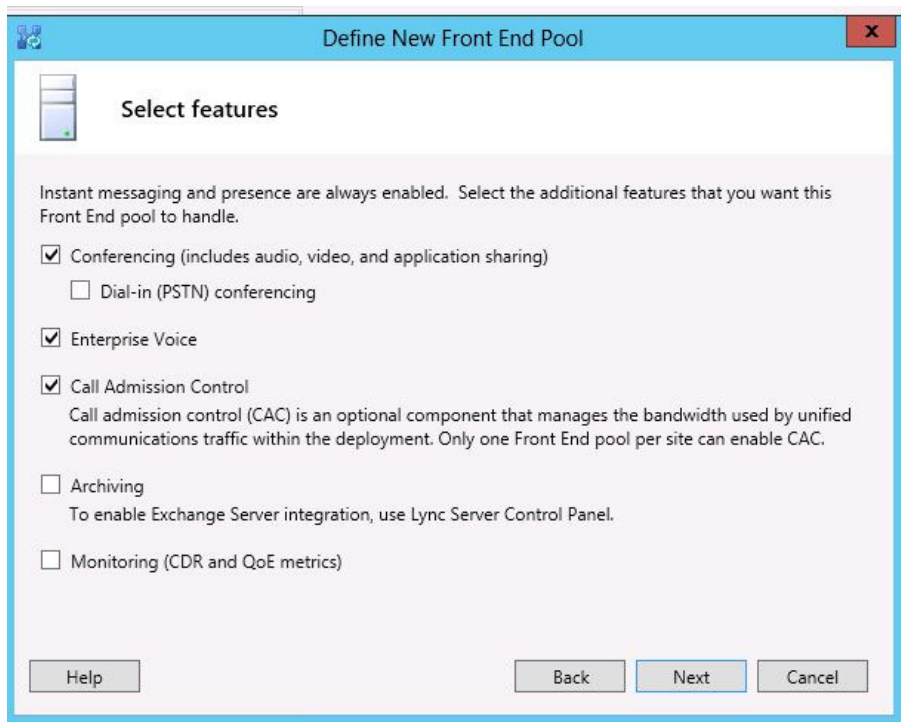 Define New Front End Pool
x
Select features
Instant messaging and presence are always enabled. Select the additional features that you want this
Front End pool to handle.
Conferencing (includes audio, video, and application sharing)
Dial-in (PSTN) conferencing
Enterprise Voice
Call Admission Control
Call admission control (CAC) is an optional component that manages the bandwidth used by unified
communications traffic within the deployment. Only one Front End pool per site can enable CAC.
Archiving
To enable Exchange Server integration, use Lync Server Control Panel.
Monitoring (CDR and QoE metrics)
Help
Back
Next
Cancel